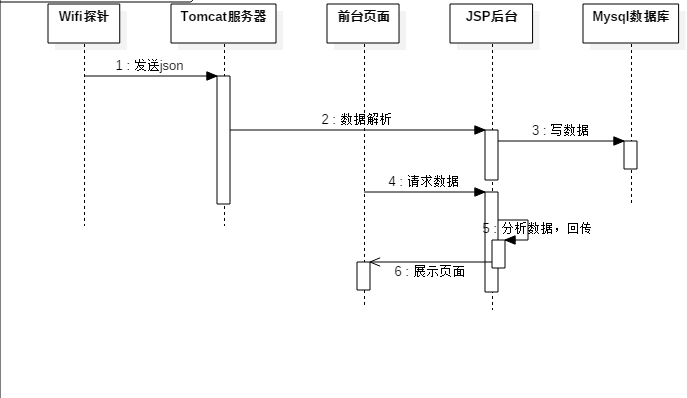 Wifi探针
Tomcat服务器
前台页面
JSP后台
Mysql数据库
1 : 发送json
2 : 数据解析
3 : 写数据
4 : 请求数据
5 : 分析数据，回传
6 : 展示页面